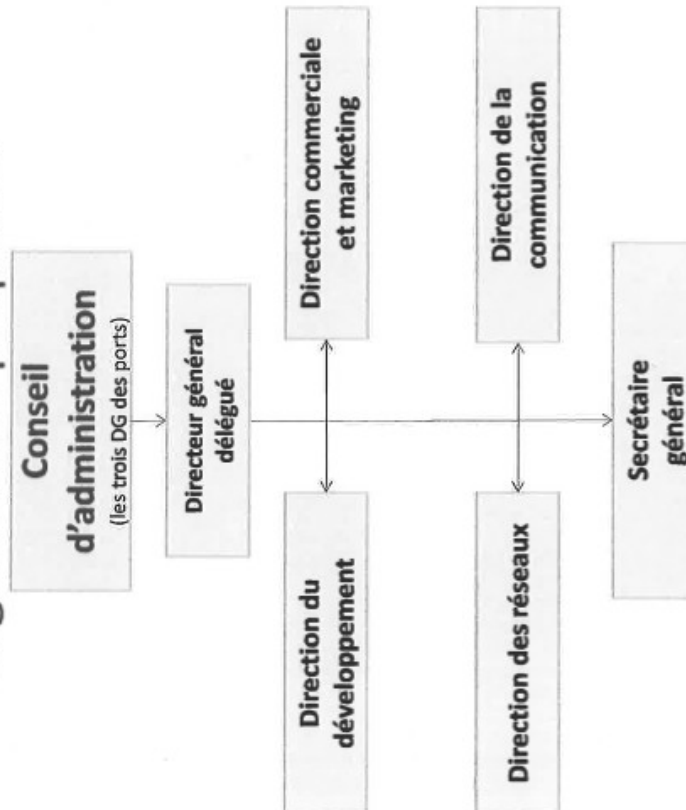 Conseil
d'administration
(les trois DG des ports)
Directeur général
délégué
Direction du
développement
Direction commerciale
et marketing
Direction des réseaux
Direction de la
communication
Secrétaire
général